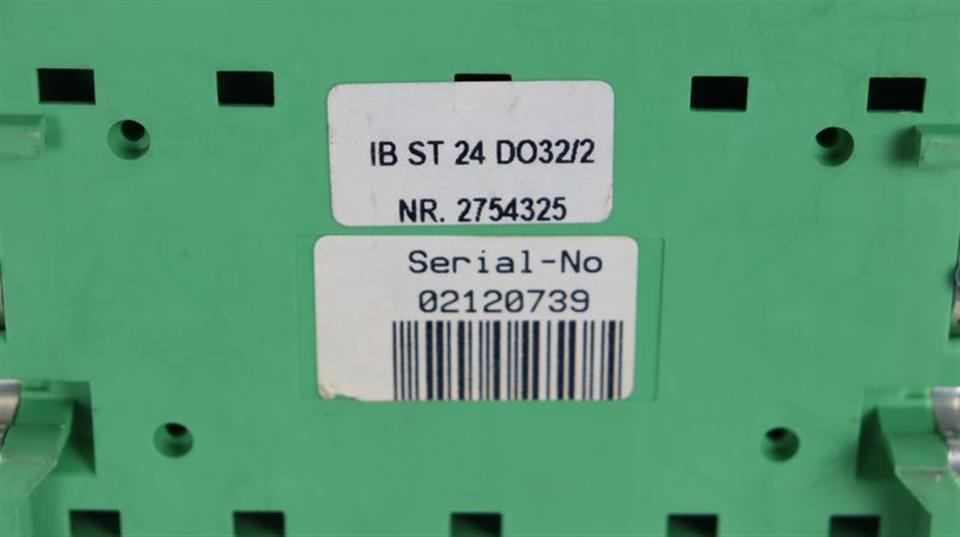 IB ST 24 DO32/2
NR. 2754325
Serial-No
02120739